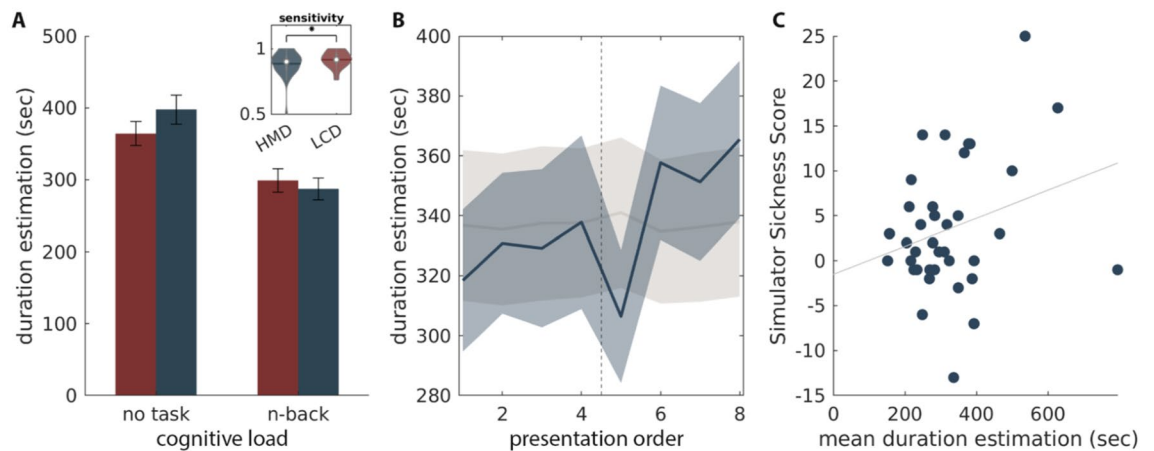 A
duration estimation (sec)
500
400
300
200
100
0
no task
n-back
cognitive load
sensitivity
*
1
0.5
HMD
LCD
B
duration estimation (sec)
400
380
360
340
320
300
280
2
4
6
8
presentation order
C
Simulator Sickness Score
25
20
15
10
5
0
-5
-10
-15
0
200
400
600
mean duration estimation (sec)